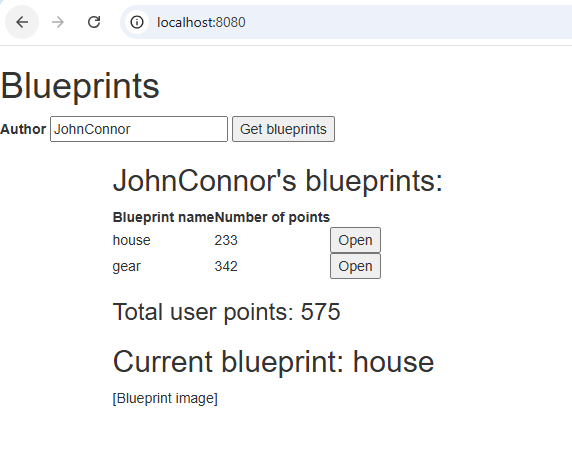 localhost:8080
Blueprints
Author JohnConnor Get blueprints
JohnConnor's blueprints:
Blueprint name Number of points
house 233 Open
gear 342 Open
Total user points: 575
Current blueprint: house
[Blueprint image]